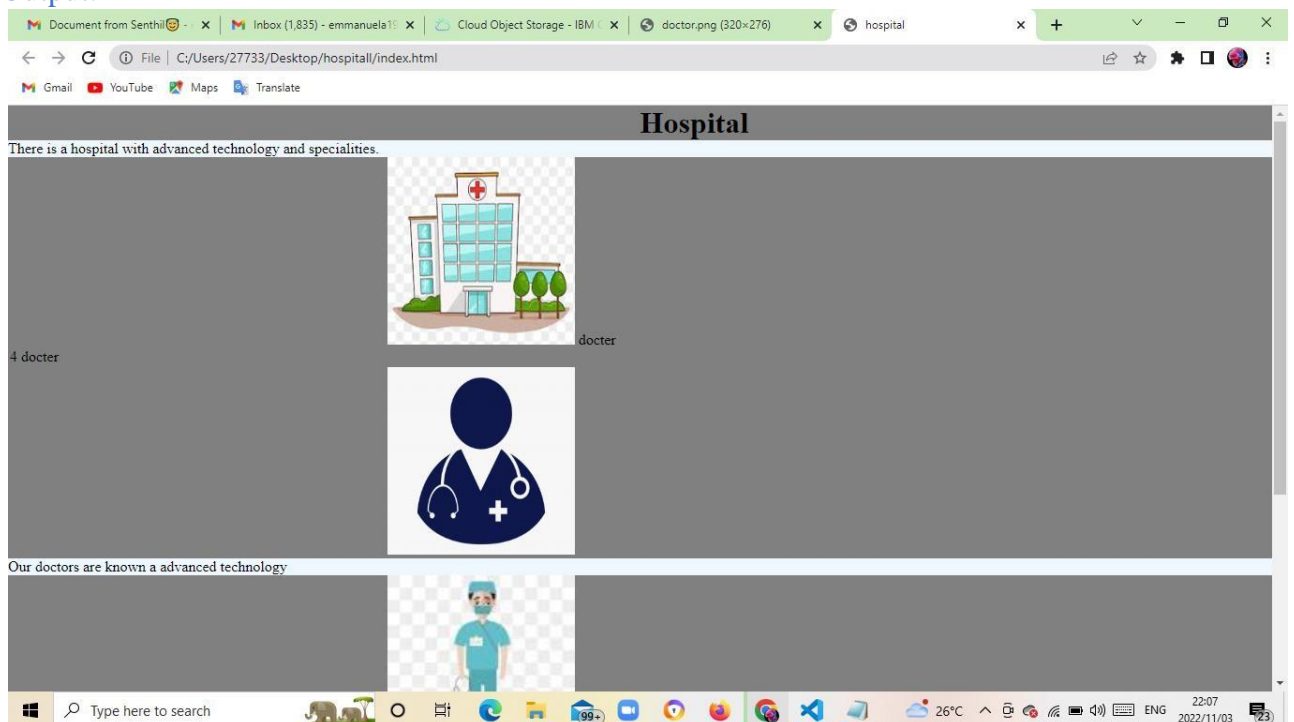 Document from Senthil😇 -
Inbox (1,835) - emmanuela19
Cloud Object Storage - IBM
doctor.png (320×276)
hospital
File | C:/Users/27733/Desktop/hospitall/index.html
Gmail YouTube Maps Translate
Hospital
There is a hospital with advanced technology and specialities.
docter
4 docter
Our doctors are known a advanced technology
Type here to search
99+
26°C
ENG
22:07
2022/11/03
23